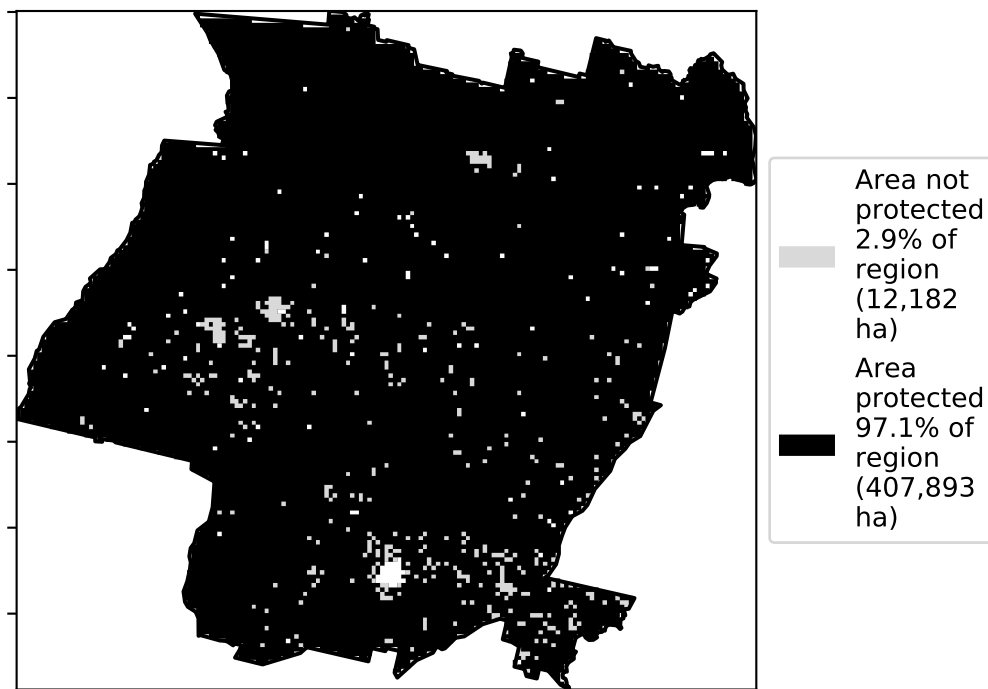 Area not
protected
2.9% of
region
(12,182
ha)
Area
protected
97.1% of
region
(407,893
ha)